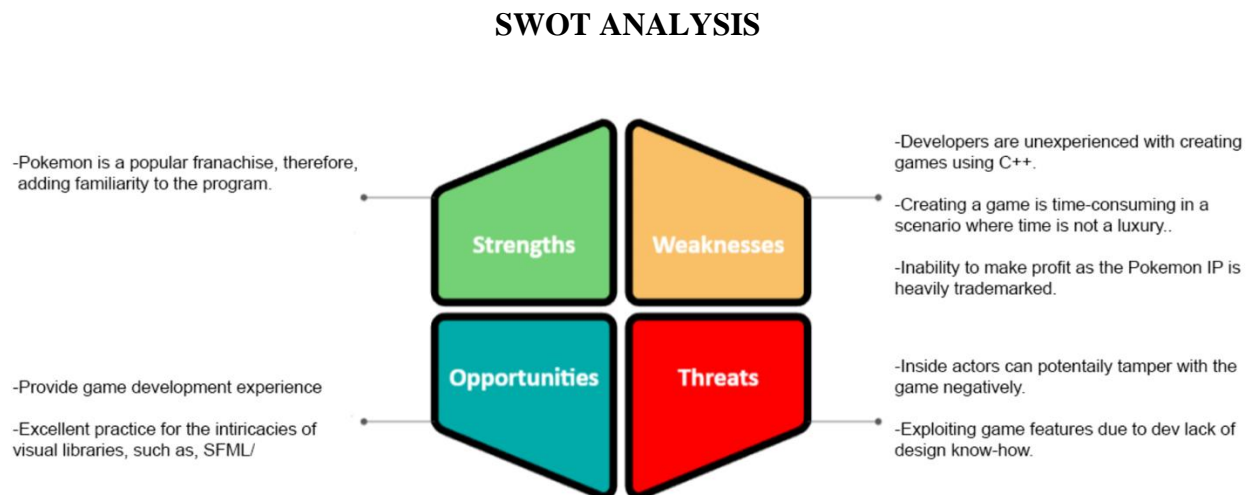 SWOT ANALYSIS
-Pokemon is a popular franachise, therefore,
adding familiarity to the program.
Strengths
Weaknesses
-Developers are unexperienced with creating
games using C++.
-Creating a game is time-consuming in a
scenario where time is not a luxury..
-Inability to make profit as the Pokemon IP is
heavily trademarked.
-Provide game development experience
-Excellent practice for the intiricacies of
visual libraries, such as, SFML/
Opportunities
Threats
-Inside actors can potentaily tamper with the
game negatively.
-Exploiting game features due to dev lack of
design know-how.